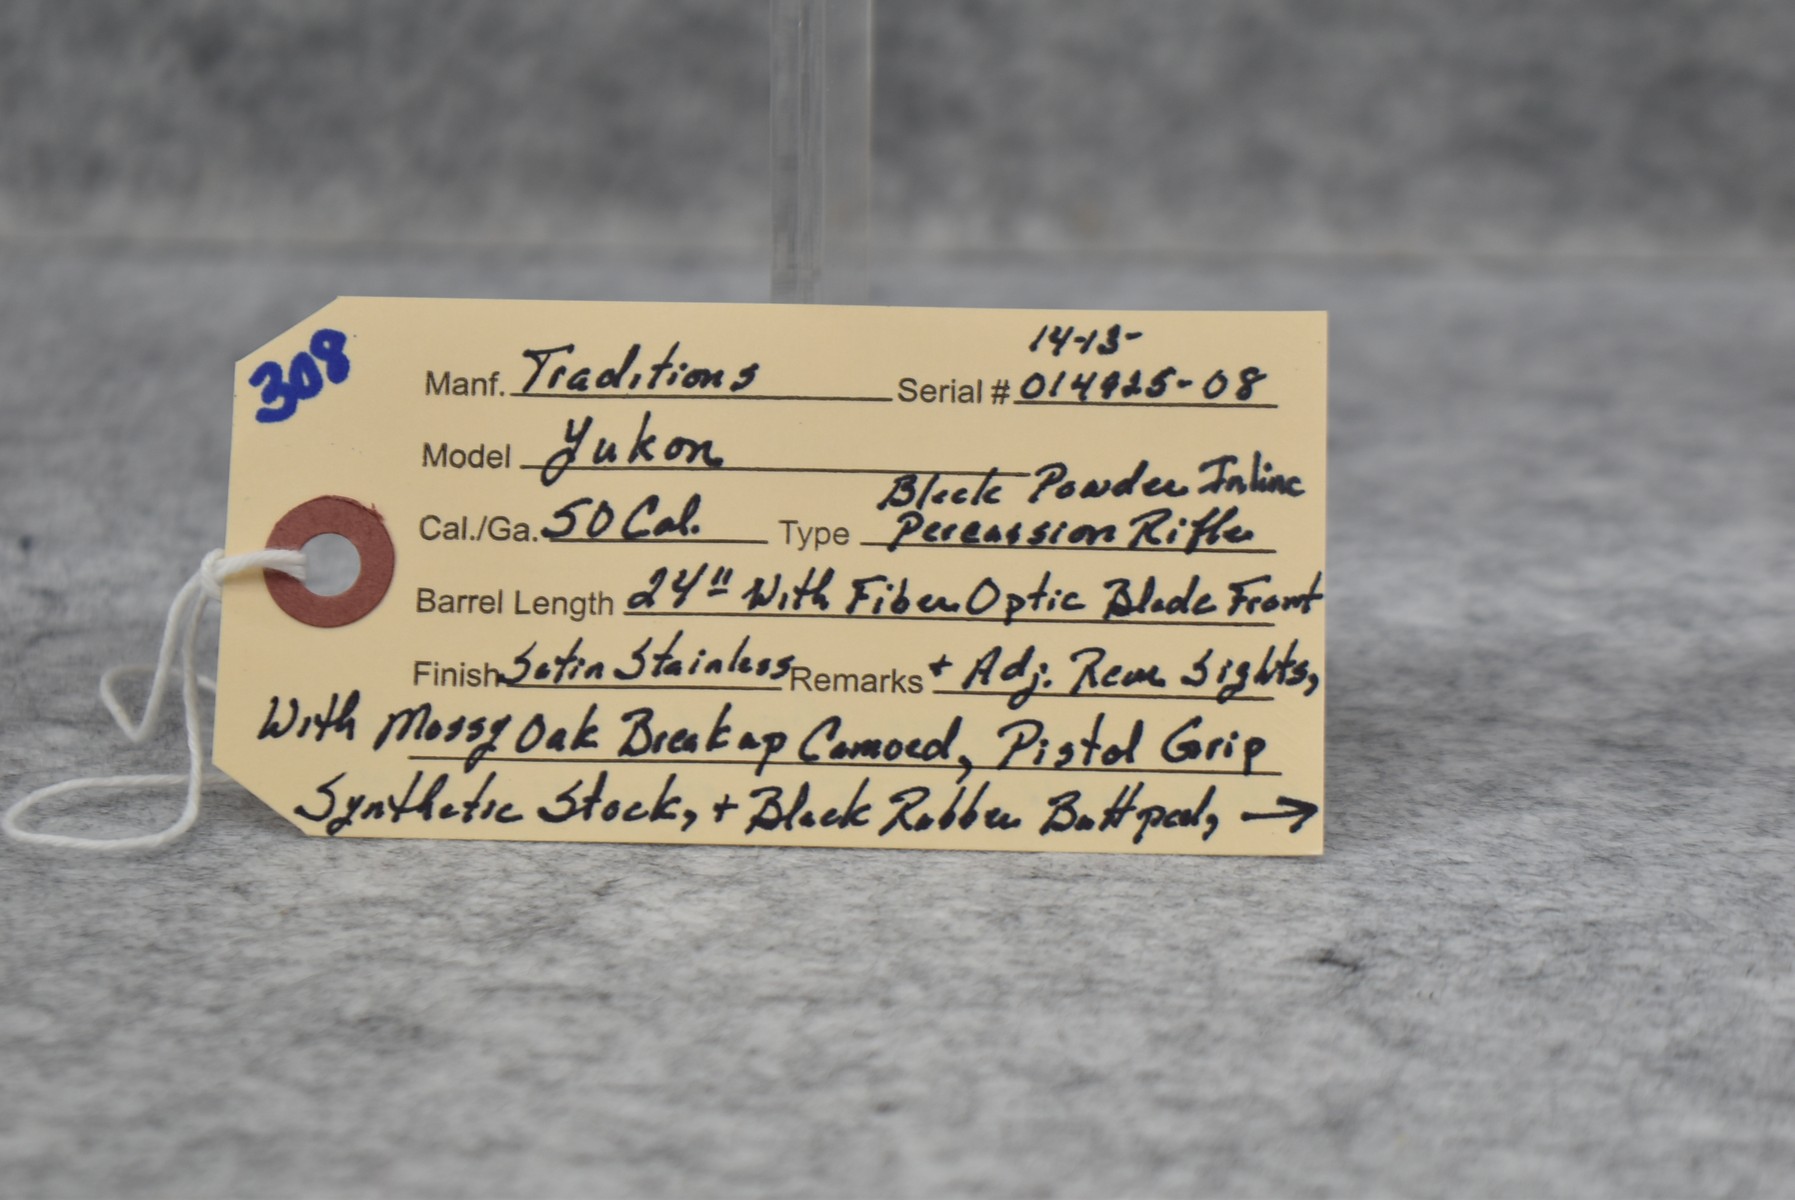 308
14-13-
Manf. Traditions Serial # 014925-08
Model Yukon
Black Powder Inline
Cal./Ga. 50 Cal. Type Percussion Rifle
Barrel Length 24" With Fiber Optic Blade Front
Finish Satin Stainless Remarks + Adj. Rear Sights,
With Mossy Oak Breakup Camoed, Pistol Grip
Synthetic Stock, + Black Rubber Buttpad, →